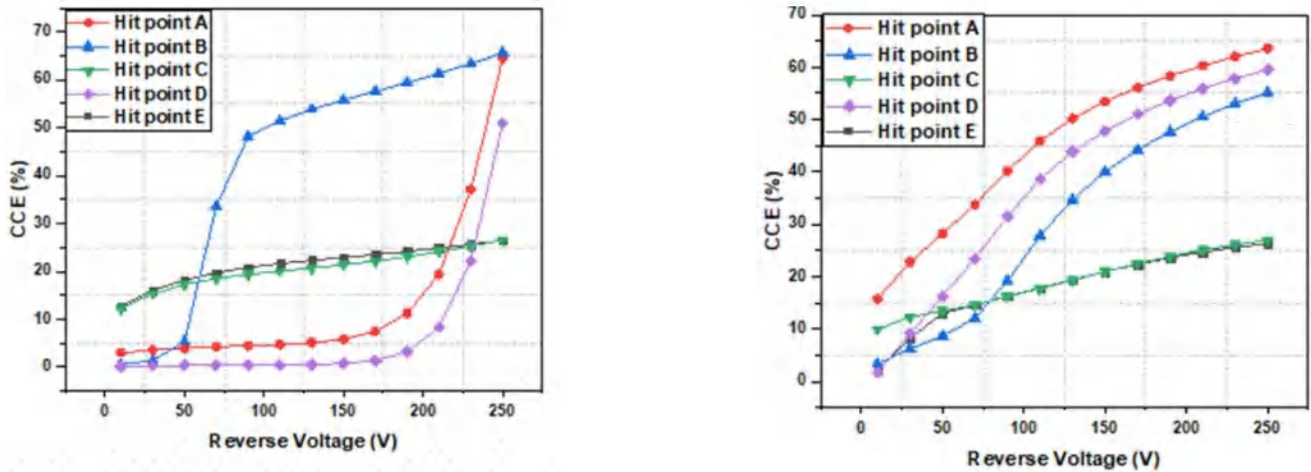 Hit point A
Hit point B
Hit point C
Hit point D
Hit point E
CCE (%)
70
60
50
40
30
20
10
0
0
50
100
150
200
250
Reverse Voltage (V)
Hit point A
Hit point B
Hit point C
Hit point D
Hit point E
CCE (%)
70
60
50
40
30
20
10
0
0
50
100
150
200
250
Reverse Voltage (V)